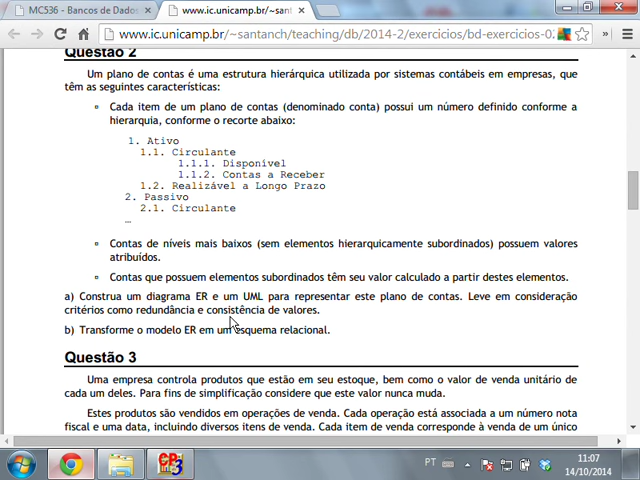 MC536 - Bancos de Dados
www.ic.unicamp.br/~santa
www.ic.unicamp.br/~santanch/teaching/db/2014-2/exercicios/bd-exercicios-02
Questão 2
Um plano de contas é uma estrutura hierárquica utilizada por sistemas contábeis em empresas, que
têm as seguintes características:
Cada item de um plano de contas (denominado conta) possui um número definido conforme a
hierarquia, conforme o recorte abaixo:
1. Ativo
1.1. Circulante
1.1.1. Disponível
1.1.2. Contas a Receber
1.2. Realizável a Longo Prazo
2. Passivo
2.1. Circulante
…
Contas de níveis mais baixos (sem elementos hierarquicamente subordinados) possuem valores
atribuídos.
Contas que possuem elementos subordinados têm seu valor calculado a partir destes elementos.
a) Construa um diagrama ER e um UML para representar este plano de contas. Leve em consideração
critérios como redundância e consistência de valores.
b) Transforme o modelo ER em um esquema relacional.
Questão 3
Uma empresa controla produtos que estão em seu estoque, bem como o valor de venda unitário de
cada um deles. Para fins de simplificação considere que este valor nunca muda.
Estes produtos são vendidos em operações de venda. Cada operação está associada a um número nota
fiscal e uma data, incluindo diversos itens de venda. Cada item de venda corresponde à venda de um único
PT
11:07
14/10/2014